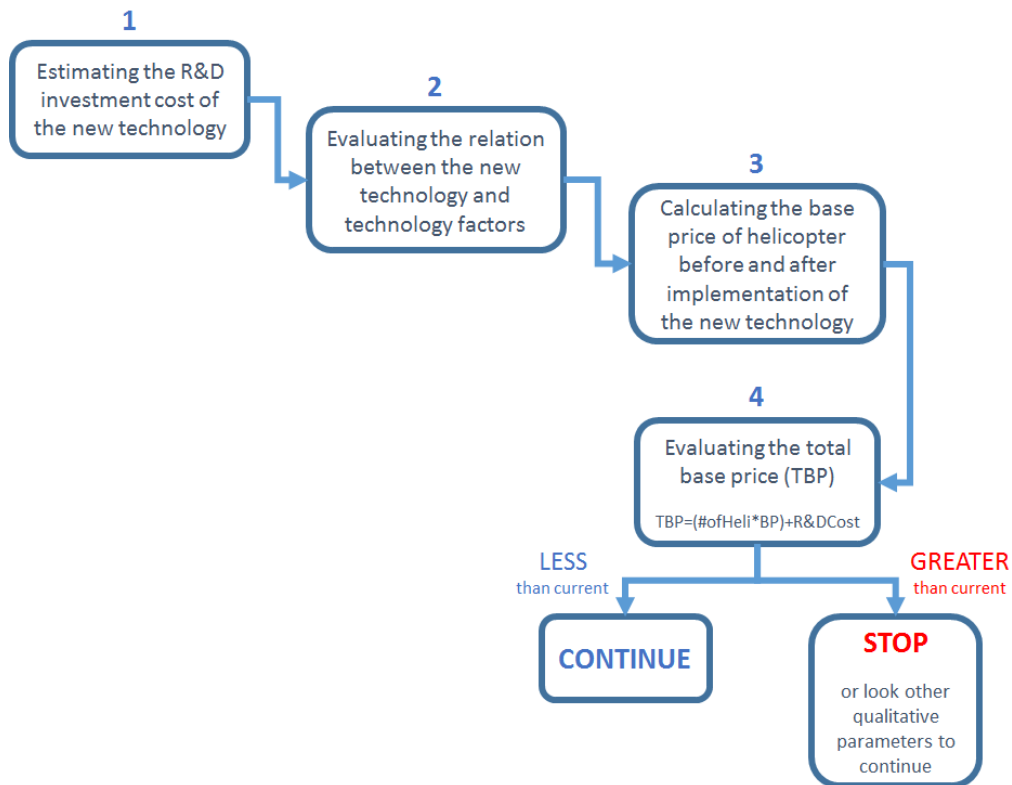 1
Estimating the R&D
investment cost of
the new technology
2
Evaluating the relation
between the new
technology and
technology factors
3
Calculating the base
price of helicopter
before and after
implementation of
the new technology
4
Evaluating the total
base price (TBP)
TBP=(#ofHeli*BP)+R&DCost
LESS
than current
GREATER
than current
CONTINUE
STOP
or look other
qualitative
parameters to
continue